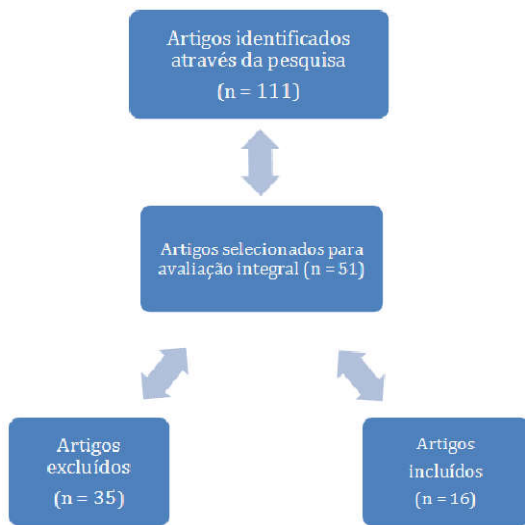 Artigos identificados
através da pesquisa
(n = 111)
Artigos selecionados para
avaliação integral (n = 51)
Artigos
excluídos
(n = 35)
Artigos
incluídos
(n = 16)